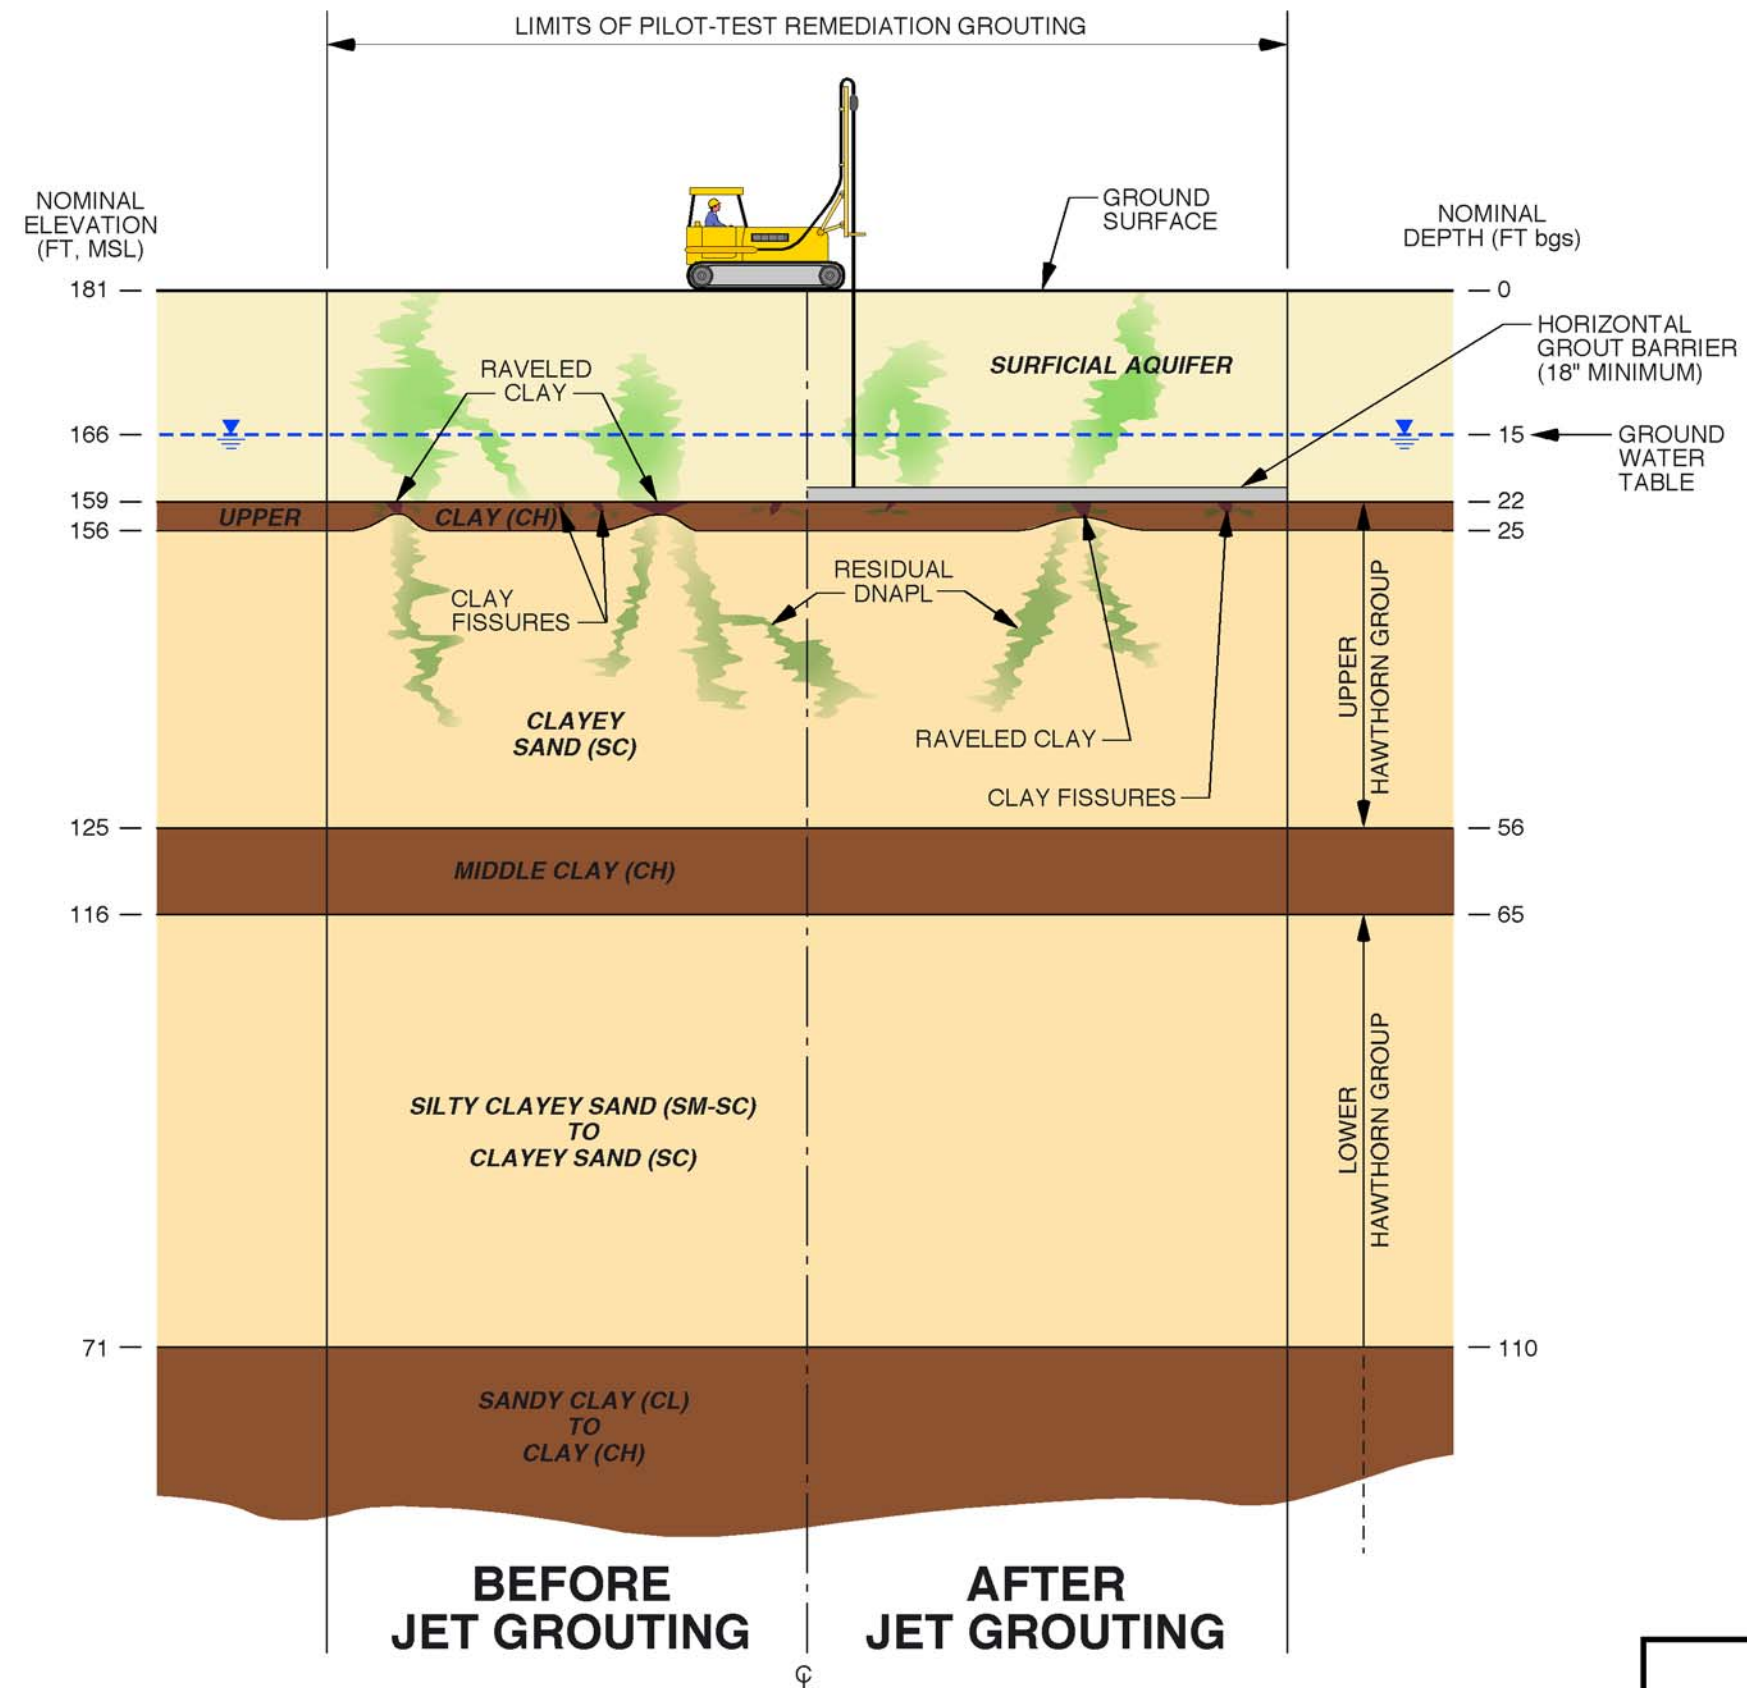 LIMITS OF PILOT-TEST REMEDIATION GROUTING
NOMINAL
ELEVATION
(FT, MSL)
GROUND
SURFACE
NOMINAL
DEPTH (FT bgs)
181
0
HORIZONTAL
GROUT BARRIER
(18" MINIMUM)
RAVELED
CLAY
SURFICIAL AQUIFER
166
15
GROUND
WATER
TABLE
159
22
UPPER CLAY (CH)
156
25
CLAY
FISSURES
RESIDUAL
DNAPL
UPPER
HAWTHORN GROUP
CLAYEY
SAND (SC)
RAVELED CLAY
CLAY FISSURES
125
56
MIDDLE CLAY (CH)
116
65
SILTY CLAYEY SAND (SM-SC)
TO
CLAYEY SAND (SC)
LOWER
HAWTHORN GROUP
71
110
SANDY CLAY (CL)
TO
CLAY (CH)
BEFORE
JET GROUTING
AFTER
JET GROUTING
℄